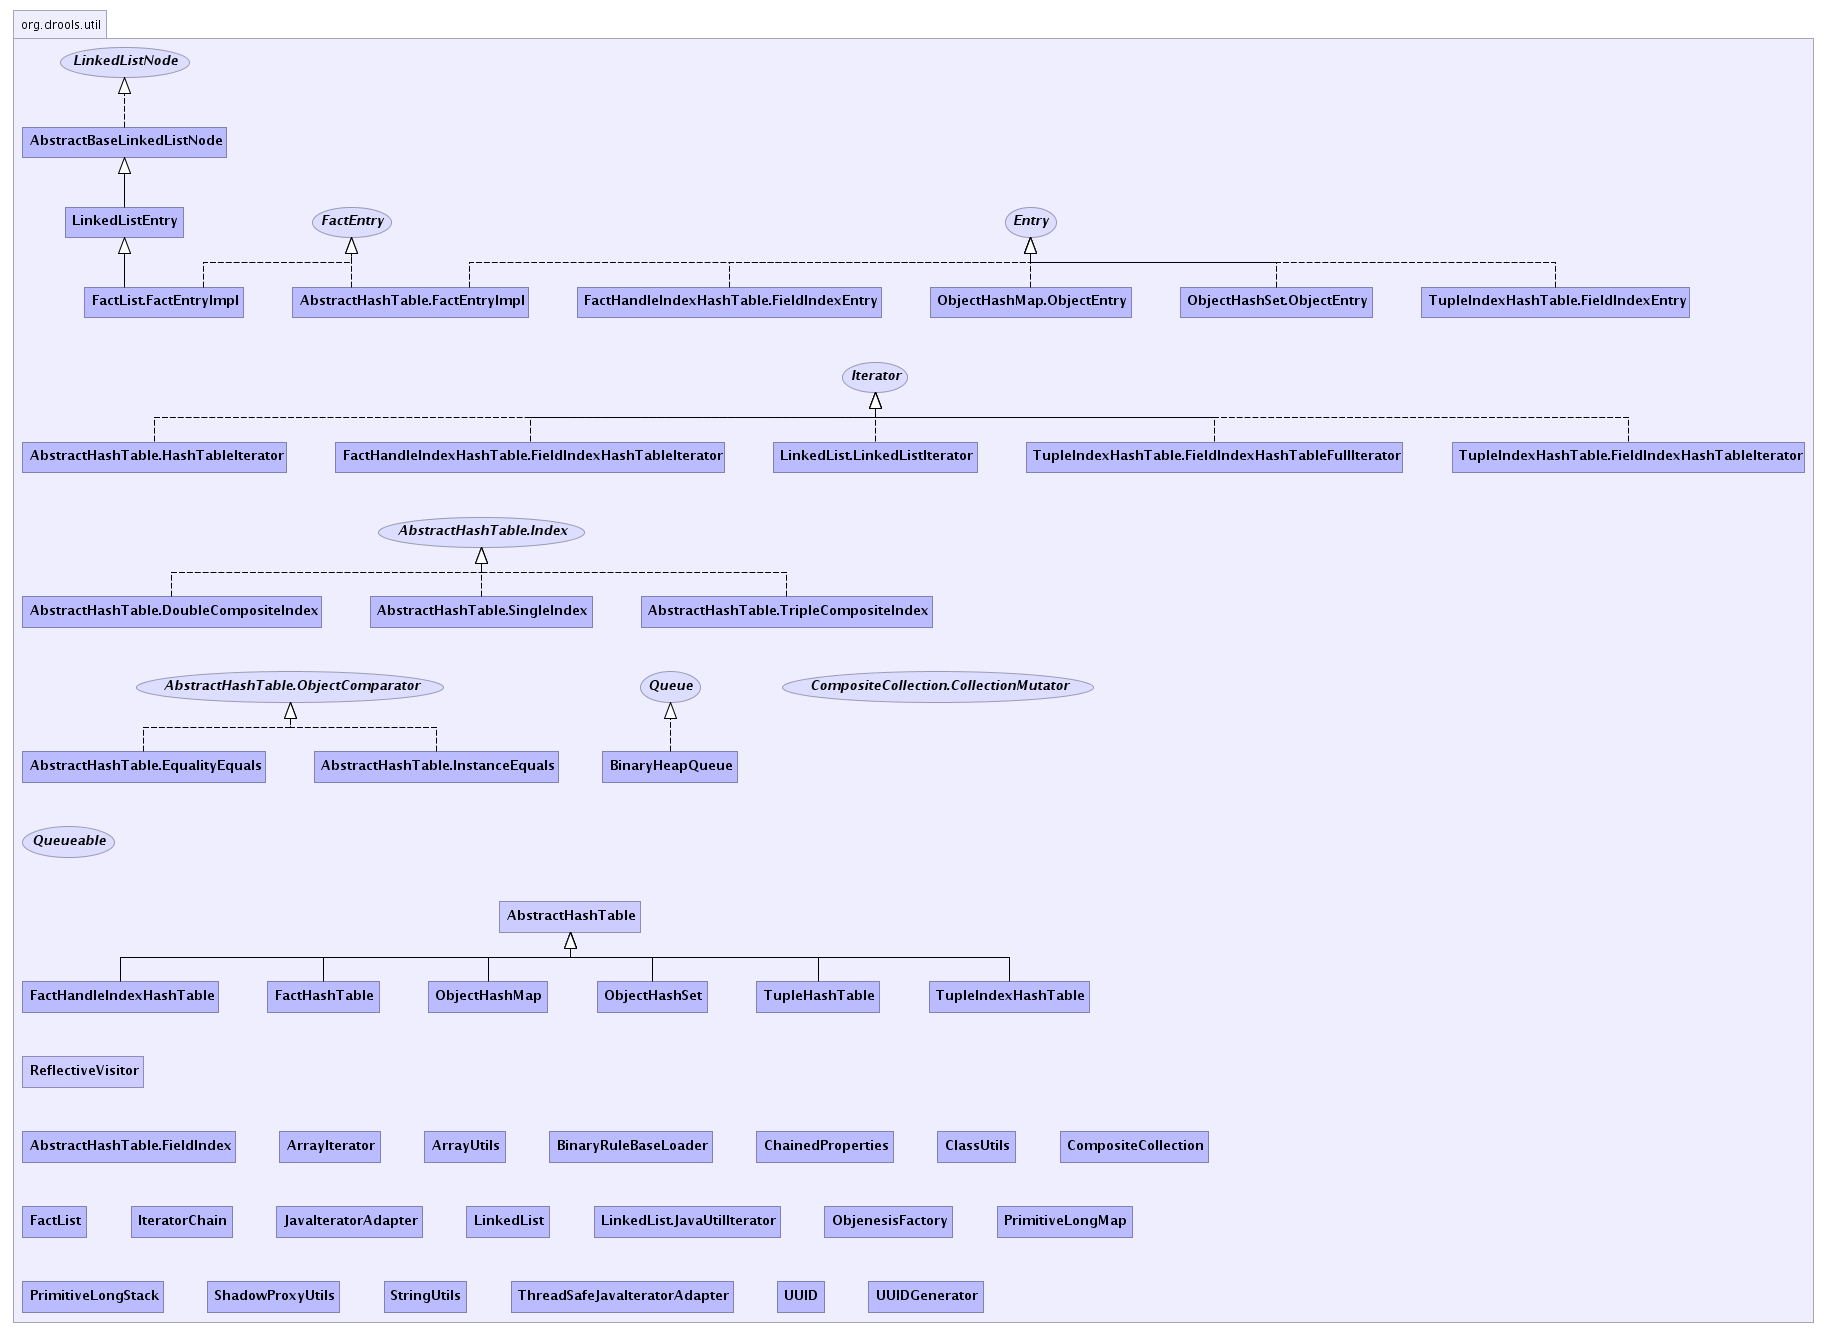 org.drools.util
LinkedListNode
AbstractBaseLinkedListNode
LinkedListEntry
FactEntry
Entry
FactList.FactEntryImpl
AbstractHashTable.FactEntryImpl
FactHandleIndexHashTable.FieldIndexEntry
ObjectHashMap.ObjectEntry
ObjectHashSet.ObjectEntry
TupleIndexHashTable.FieldIndexEntry
Iterator
AbstractHashTable.HashTableIterator
FactHandleIndexHashTable.FieldIndexHashTableIterator
LinkedList.LinkedListIterator
TupleIndexHashTable.FieldIndexHashTableFullIterator
TupleIndexHashTable.FieldIndexHashTableIterator
AbstractHashTable.Index
AbstractHashTable.DoubleCompositeIndex
AbstractHashTable.SingleIndex
AbstractHashTable.TripleCompositeIndex
AbstractHashTable.ObjectComparator
Queue
CompositeCollection.CollectionMutator
AbstractHashTable.EqualityEquals
AbstractHashTable.InstanceEquals
BinaryHeapQueue
Queueable
AbstractHashTable
FactHandleIndexHashTable
FactHashTable
ObjectHashMap
ObjectHashSet
TupleHashTable
TupleIndexHashTable
ReflectiveVisitor
AbstractHashTable.FieldIndex
ArrayIterator
ArrayUtils
BinaryRuleBaseLoader
ChainedProperties
ClassUtils
CompositeCollection
FactList
IteratorChain
JavaIteratorAdapter
LinkedList
LinkedList.JavaUtilIterator
ObjenesisFactory
PrimitiveLongMap
PrimitiveLongStack
ShadowProxyUtils
StringUtils
ThreadSafeJavaIteratorAdapter
UUID
UUIDGenerator